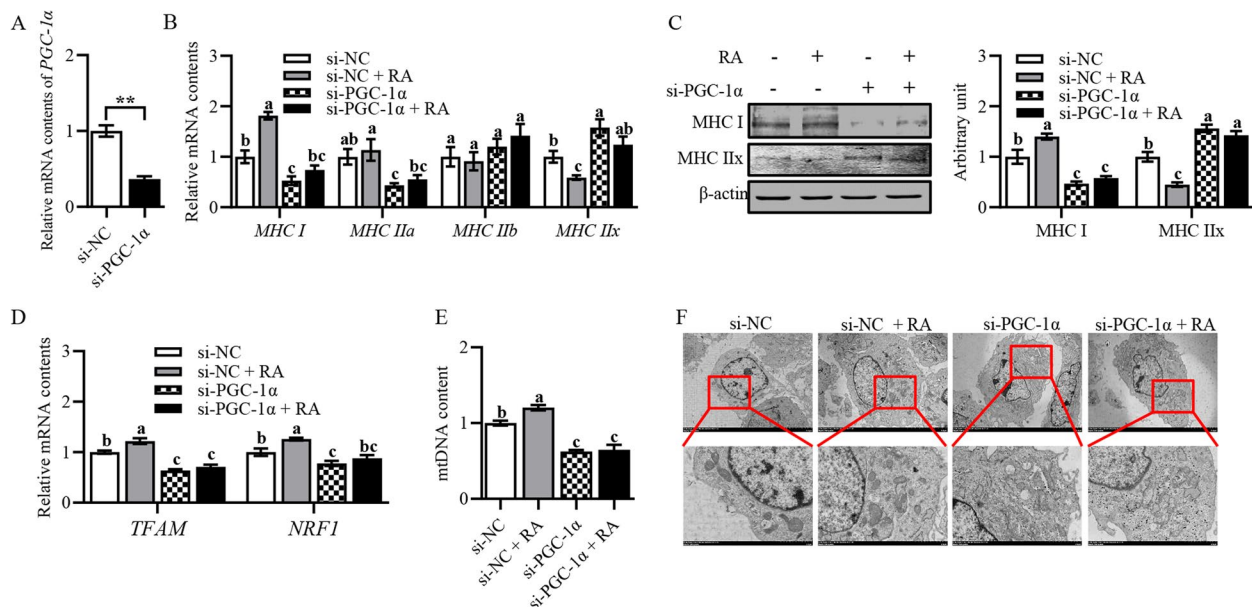 A
Relative mRNA contents of PGC-1α
2
1
0
**
si-NC
si-PGC-1α
B
Relative mRNA contents
3
2
1
0
si-NC
si-NC + RA
si-PGC-1α
si-PGC-1α + RA
b a c bc
ab a c bc
a a a a
b c a ab
MHC I MHC IIa MHC IIb MHC IIx
C
RA - + - +
si-PGC-1α - - + +
MHC I
MHC IIx
β-actin
Arbitrary unit
3
2
1
0
si-NC
si-NC + RA
si-PGC-1α
si-PGC-1α + RA
b a c c
b c a a
MHC I MHC IIx
D
Relative mRNA contents
3
2
1
0
si-NC
si-NC + RA
si-PGC-1α
si-PGC-1α + RA
b a c c
b a c bc
TFAM NRF1
E
mtDNA content
2
1
0
b a c c
si-NC
si-NC + RA
si-PGC-1α
si-PGC-1α + RA
F
si-NC si-NC + RA si-PGC-1α si-PGC-1α + RA